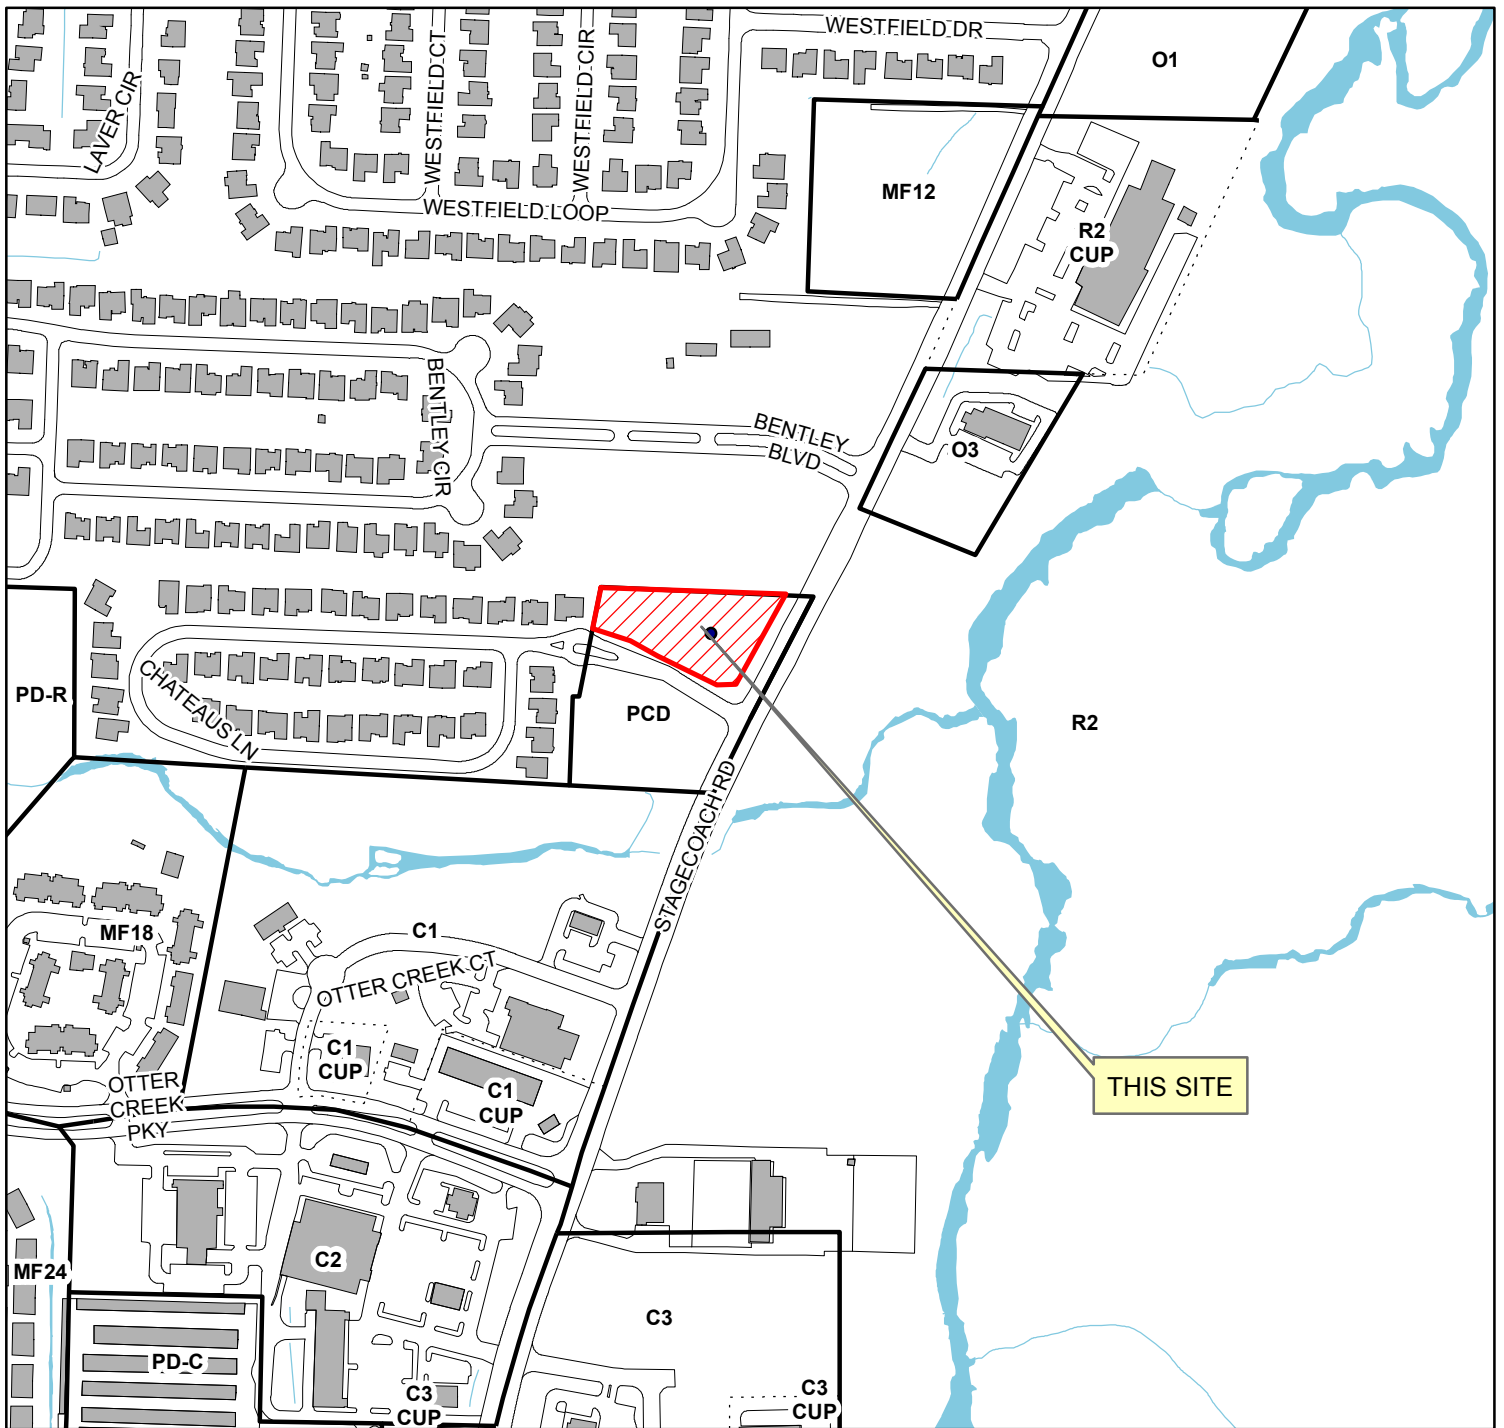 WESTFIELD DR
O1
LAVER CIR
WESTFIELD CT
WESTFIELD CIR
MF12
WESTFIELD LOOP
R2
CUP
BENTLEY CIR
BENTLEY
BLVD
O3
PD-R
CHATEAUS LN
PCD
R2
STAGECOACH RD
MF18
C1
OTTER CREEK CT
C1
CUP
C1
CUP
THIS SITE
OTTER
CREEK
PKY
C2
MF24
C3
PD-C
C3
CUP
C3
CUP